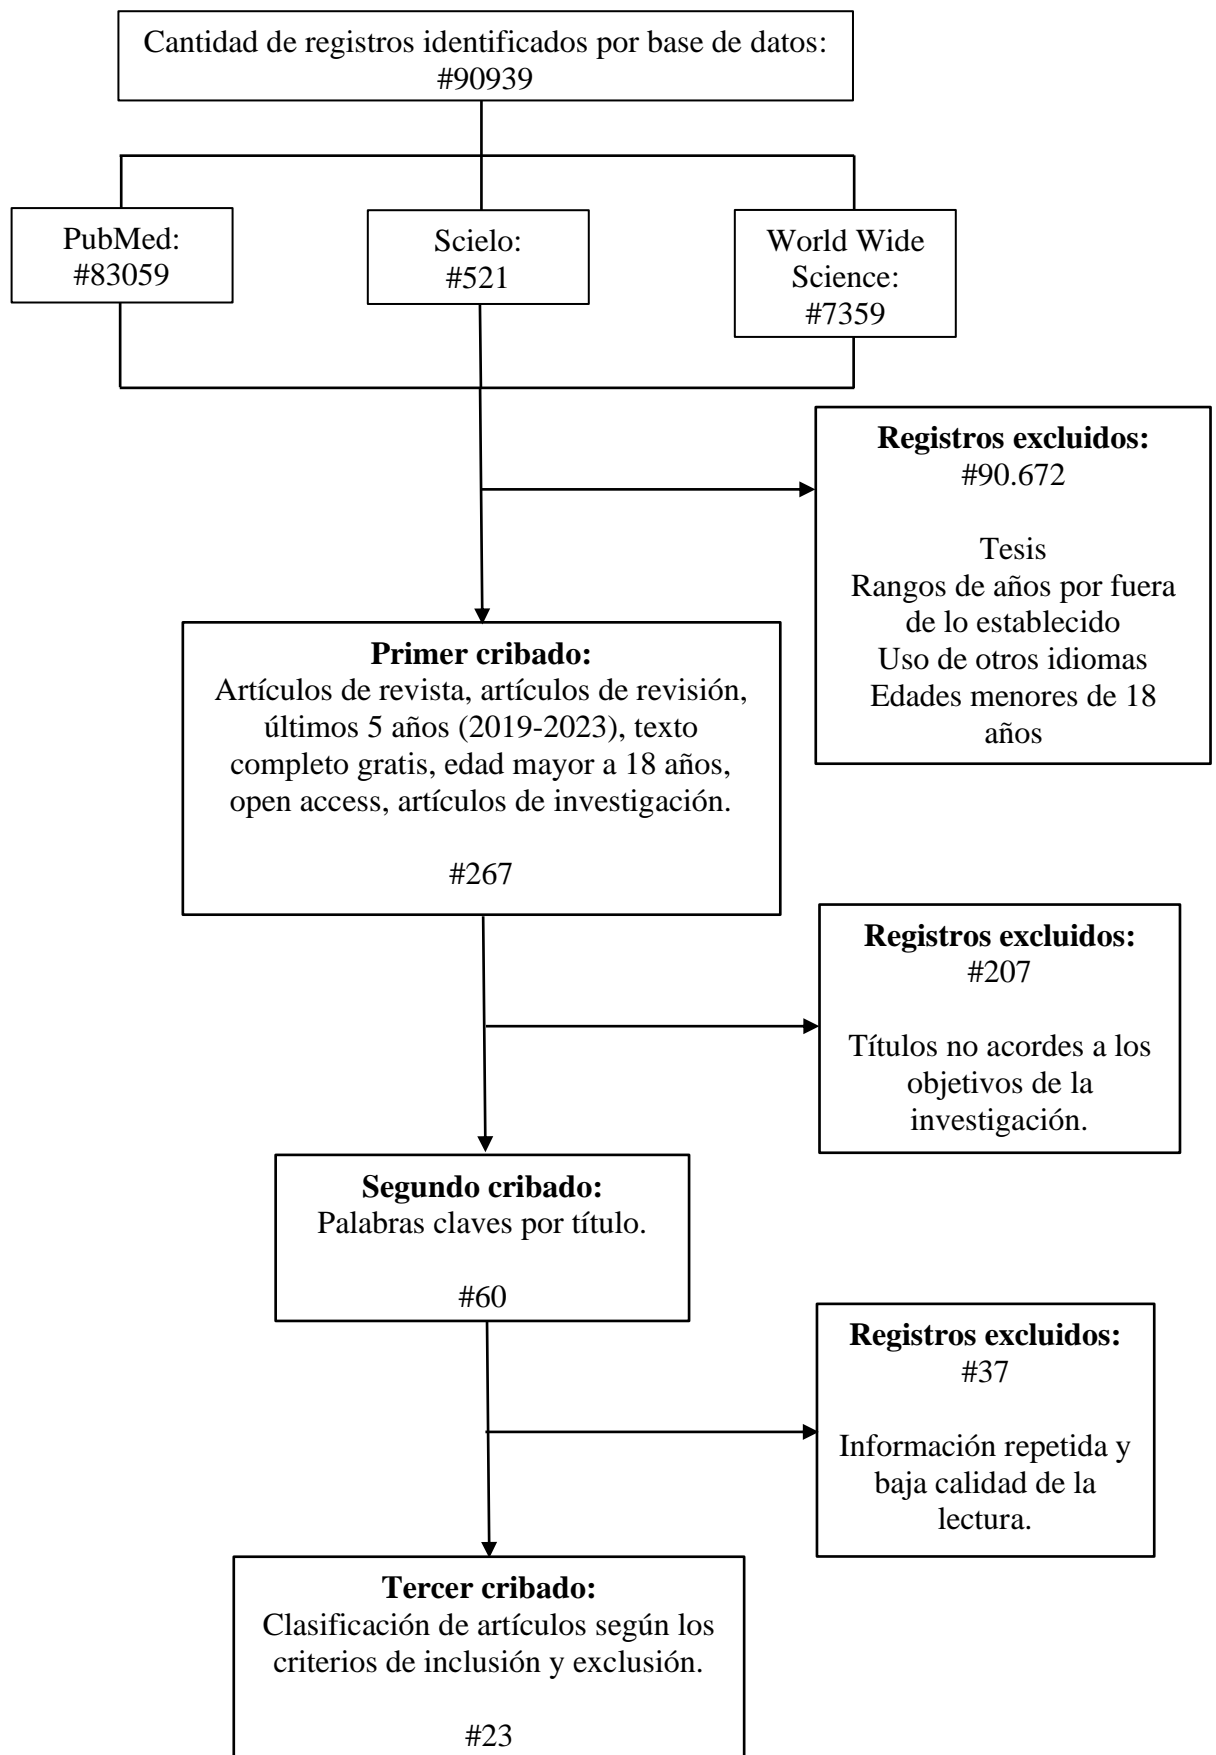 Cantidad de registros identificados por base de datos:
#90939
PubMed:
#83059
Scielo:
#521
World Wide
Science:
#7359
Registros excluidos:
#90.672
Tesis
Rangos de años por fuera
de lo establecido
Uso de otros idiomas
Edades menores de 18
años
Primer cribado:
Artículos de revista, artículos de revisión,
últimos 5 años (2019-2023), texto
completo gratis, edad mayor a 18 años,
open access, artículos de investigación.
#267
Registros excluidos:
#207
Títulos no acordes a los
objetivos de la
investigación.
Segundo cribado:
Palabras claves por título.
#60
Registros excluidos:
#37
Información repetida y
baja calidad de la
lectura.
Tercer cribado:
Clasificación de artículos según los
criterios de inclusión y exclusión.
#23